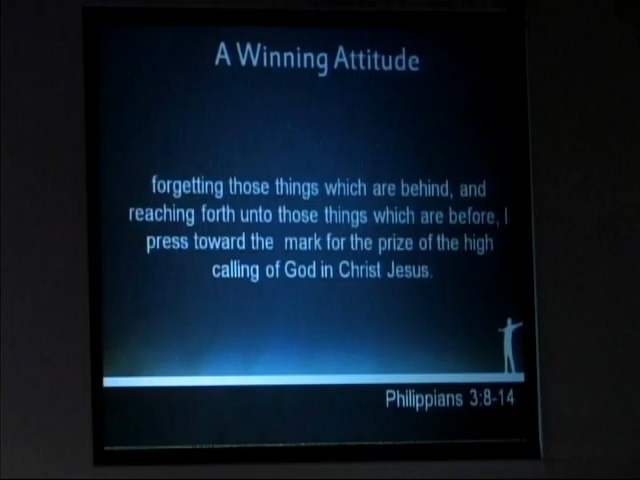 A Winning Attitude
forgetting those things which are behind, and
reaching forth unto those things which are before, I
press toward the mark for the prize of the high
calling of God in Christ Jesus.
Philippians 3:8-14